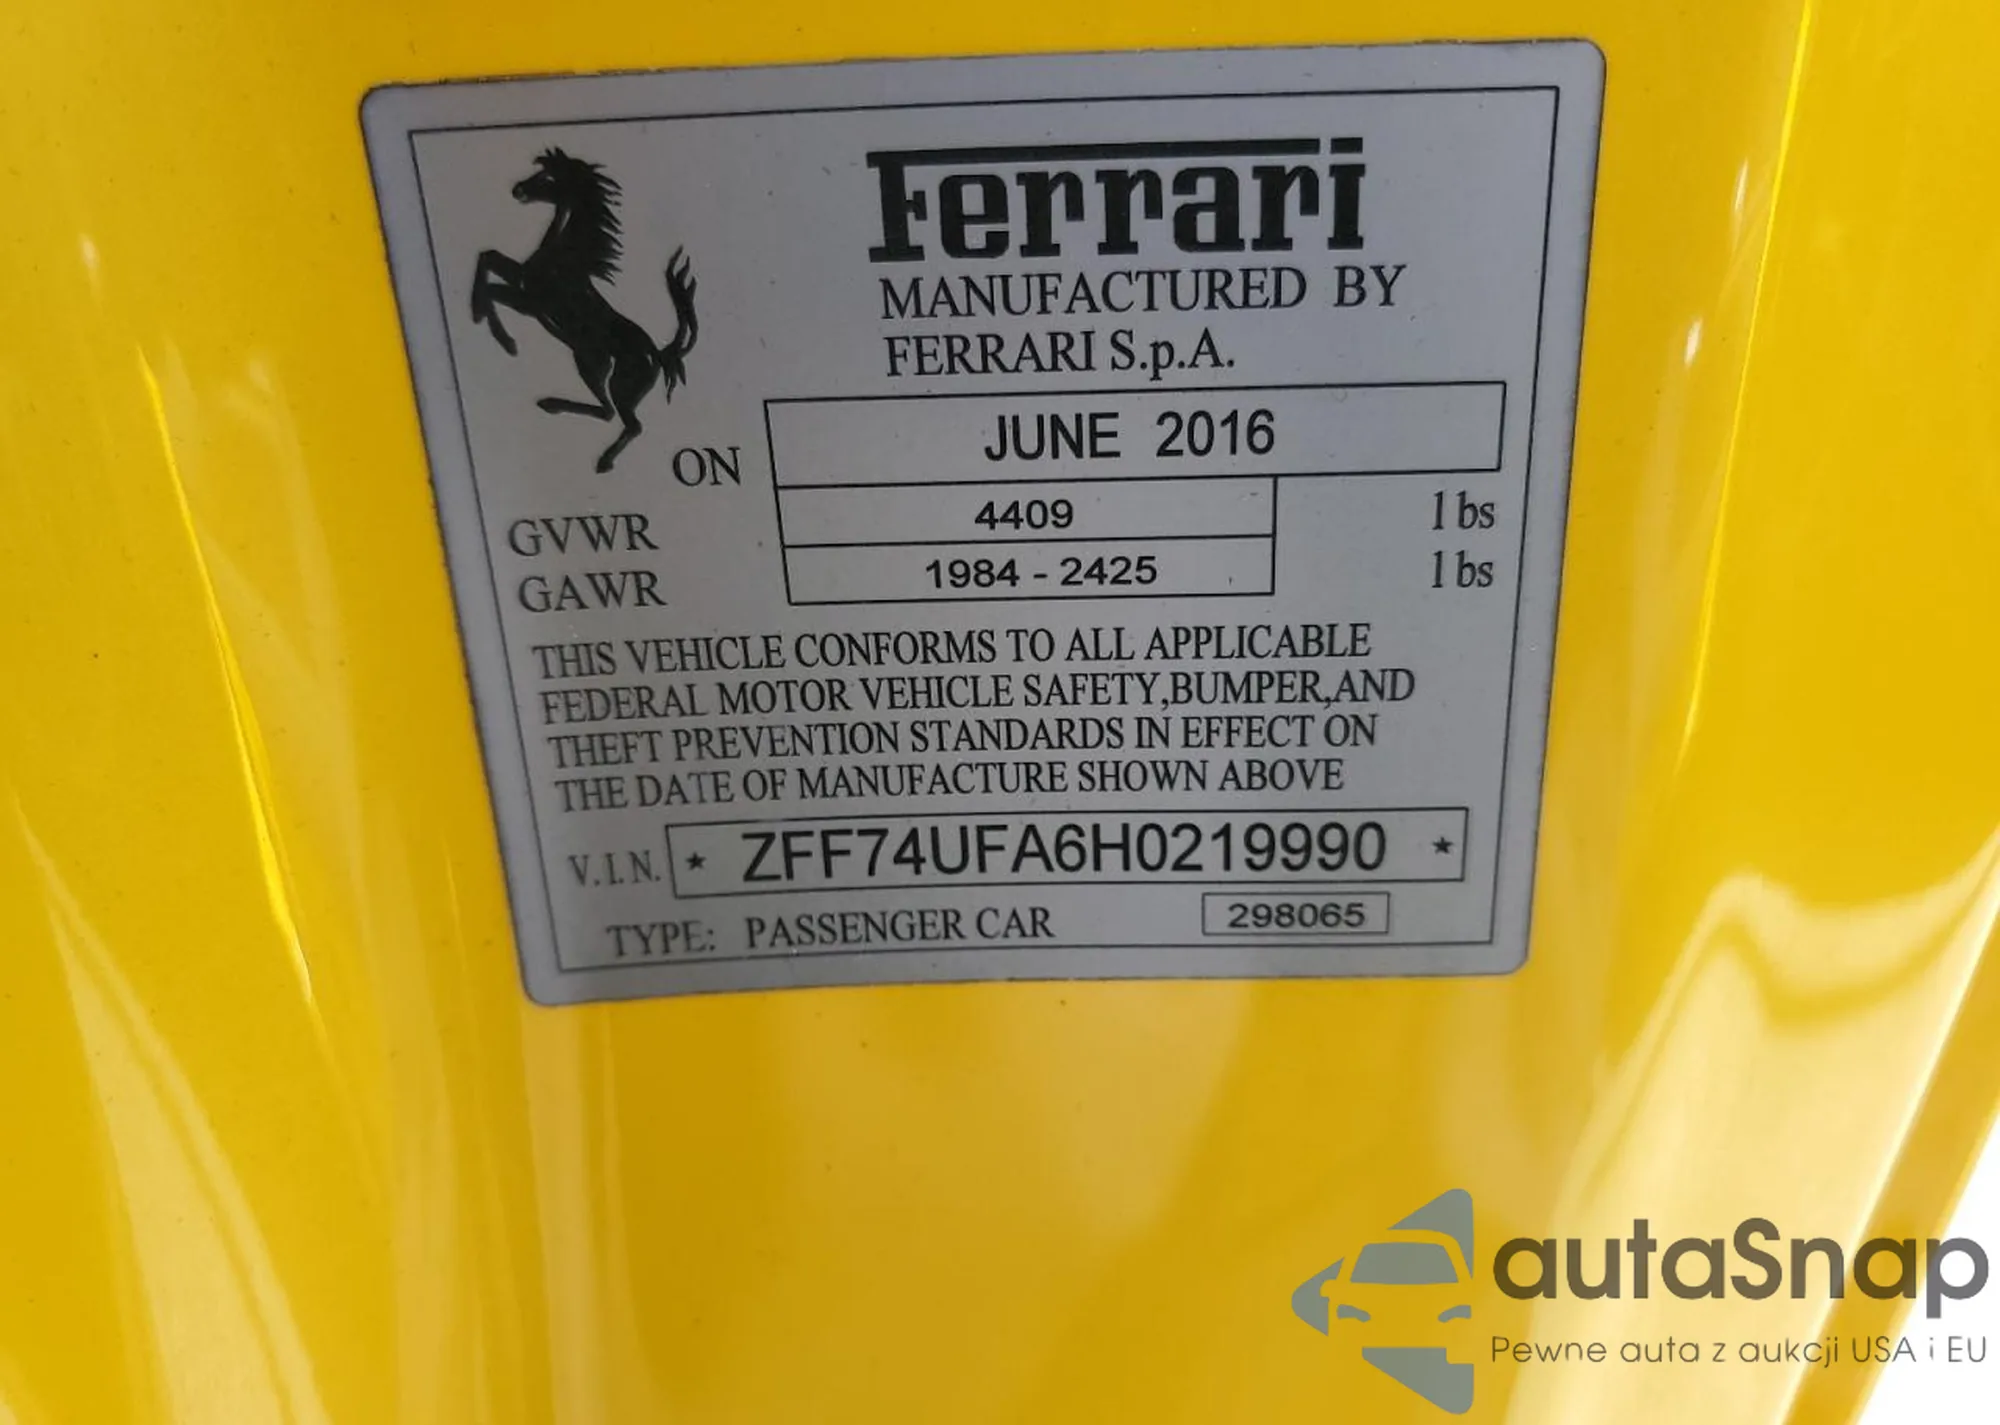 Ferrari
MANUFACTURED BY
FERRARI S.p.A.
ON JUNE 2016
GVWR 4409 lbs
GAWR 1984 - 2425 lbs
THIS VEHICLE CONFORMS TO ALL APPLICABLE
FEDERAL MOTOR VEHICLE SAFETY,BUMPER,AND
THEFT PREVENTION STANDARDS IN EFFECT ON
THE DATE OF MANUFACTURE SHOWN ABOVE
V.I.N. * ZFF74UFA6H0219990 *
TYPE: PASSENGER CAR 298065
autaSnap
Pewne auta z aukcji USA i EU